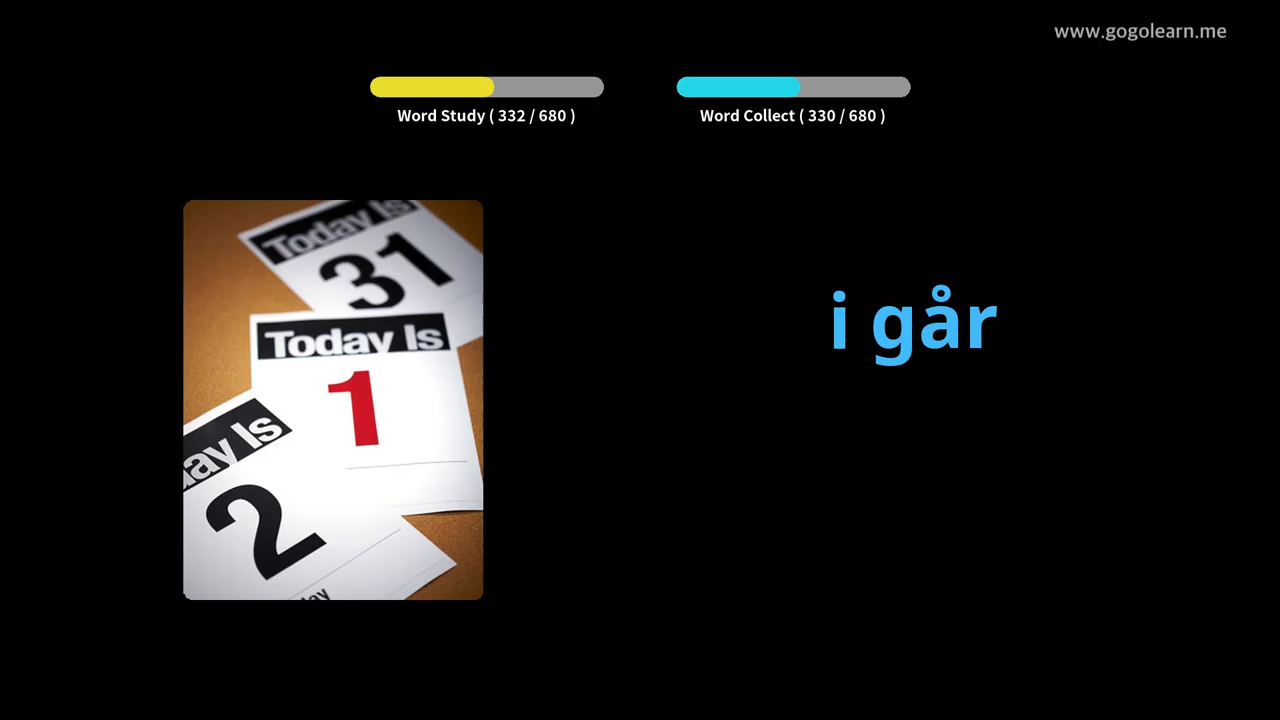 www.gogolearn.me
Word Study ( 332 / 680 )
Word Collect ( 330 / 680 )
Today Is
31
Today Is
1
ay Is
2
ay
i går